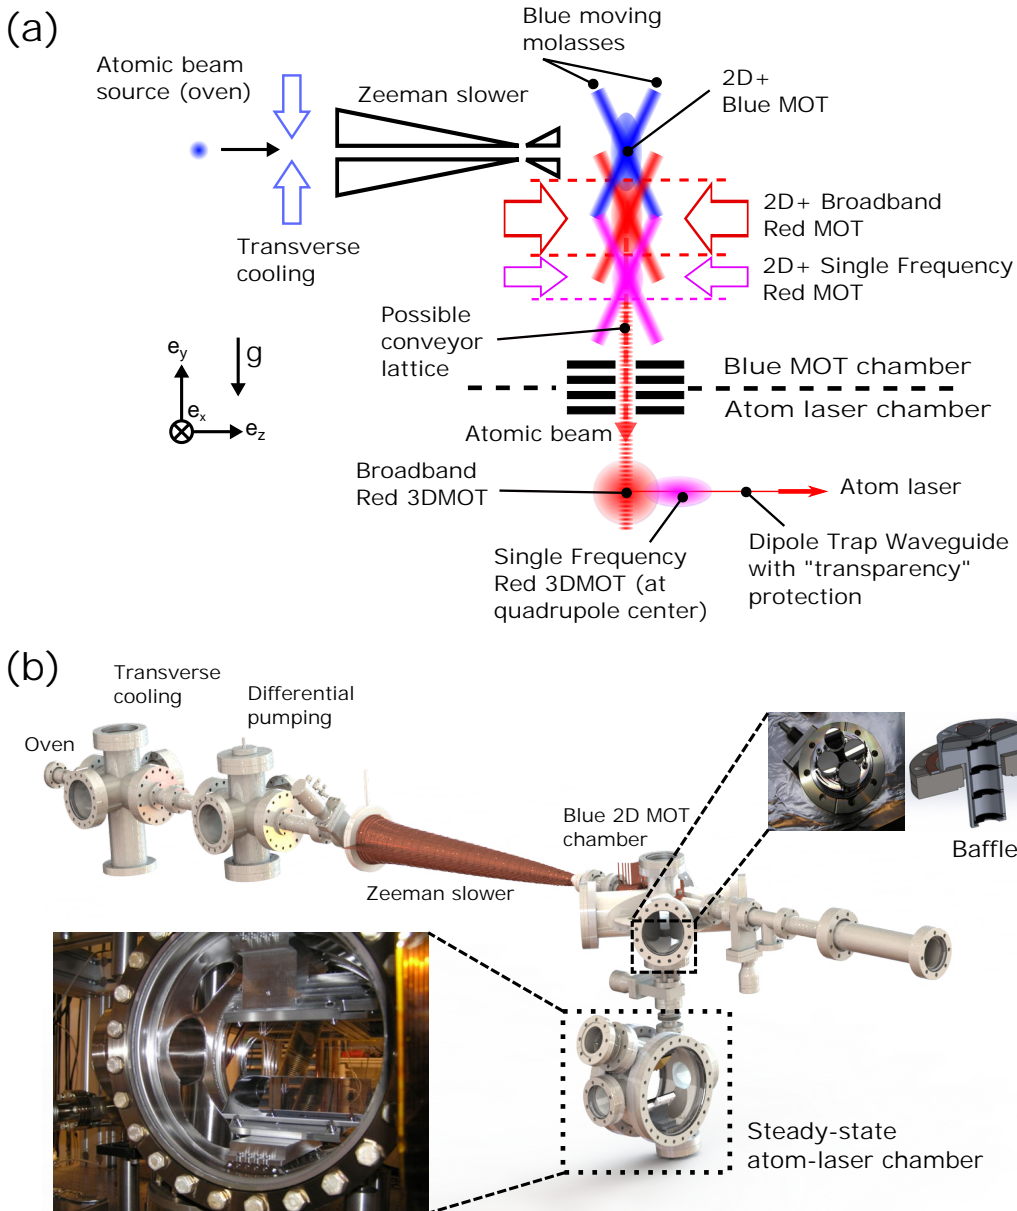 (a)
Blue moving
molasses
Atomic beam
source (oven)
Zeeman slower
2D+
Blue MOT
Transverse
cooling
2D+ Broadband
Red MOT
2D+ Single Frequency
Red MOT
Possible
conveyor
lattice
e_y
g
e_x
e_z
Blue MOT chamber
Atom laser chamber
Atomic beam
Broadband
Red 3DMOT
Atom laser
Single Frequency
Red 3DMOT (at
quadrupole center)
Dipole Trap Waveguide
with "transparency"
protection
(b)
Transverse
cooling
Differential
pumping
Oven
Blue 2D MOT
chamber
Baffle
Zeeman slower
Steady-state
atom-laser chamber